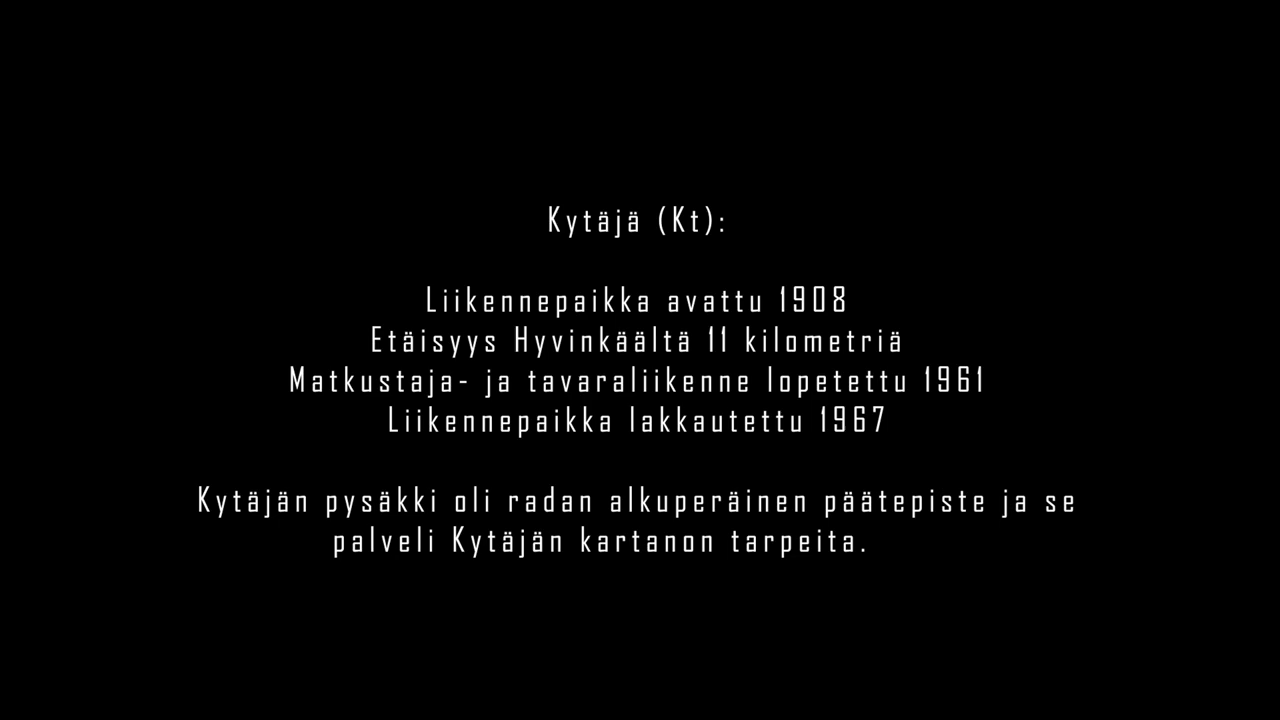 Kytäjä (Kt):
Liikennepaikka avattu 1908
Etäisyys Hyvinkäältä 11 kilometriä
Matkustaja- ja tavaraliikenne lopetettu 1961
Liikennepaikka lakkautettu 1967
Kytäjän pysäkki oli radan alkuperäinen päätepiste ja se
palveli Kytäjän kartanon tarpeita.